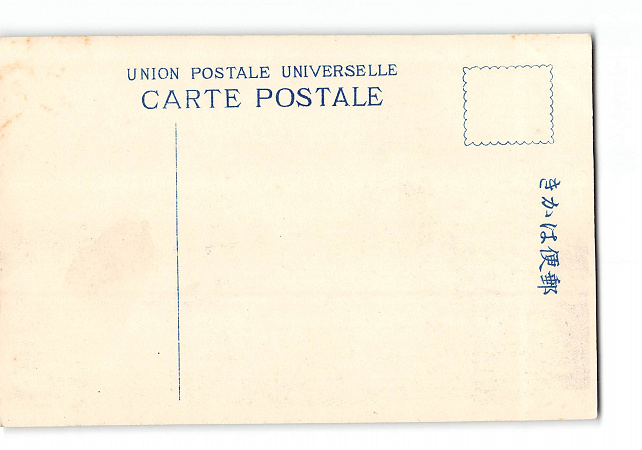 UNION POSTALE UNIVERSELLE
CARTE POSTALE
きかは便郵